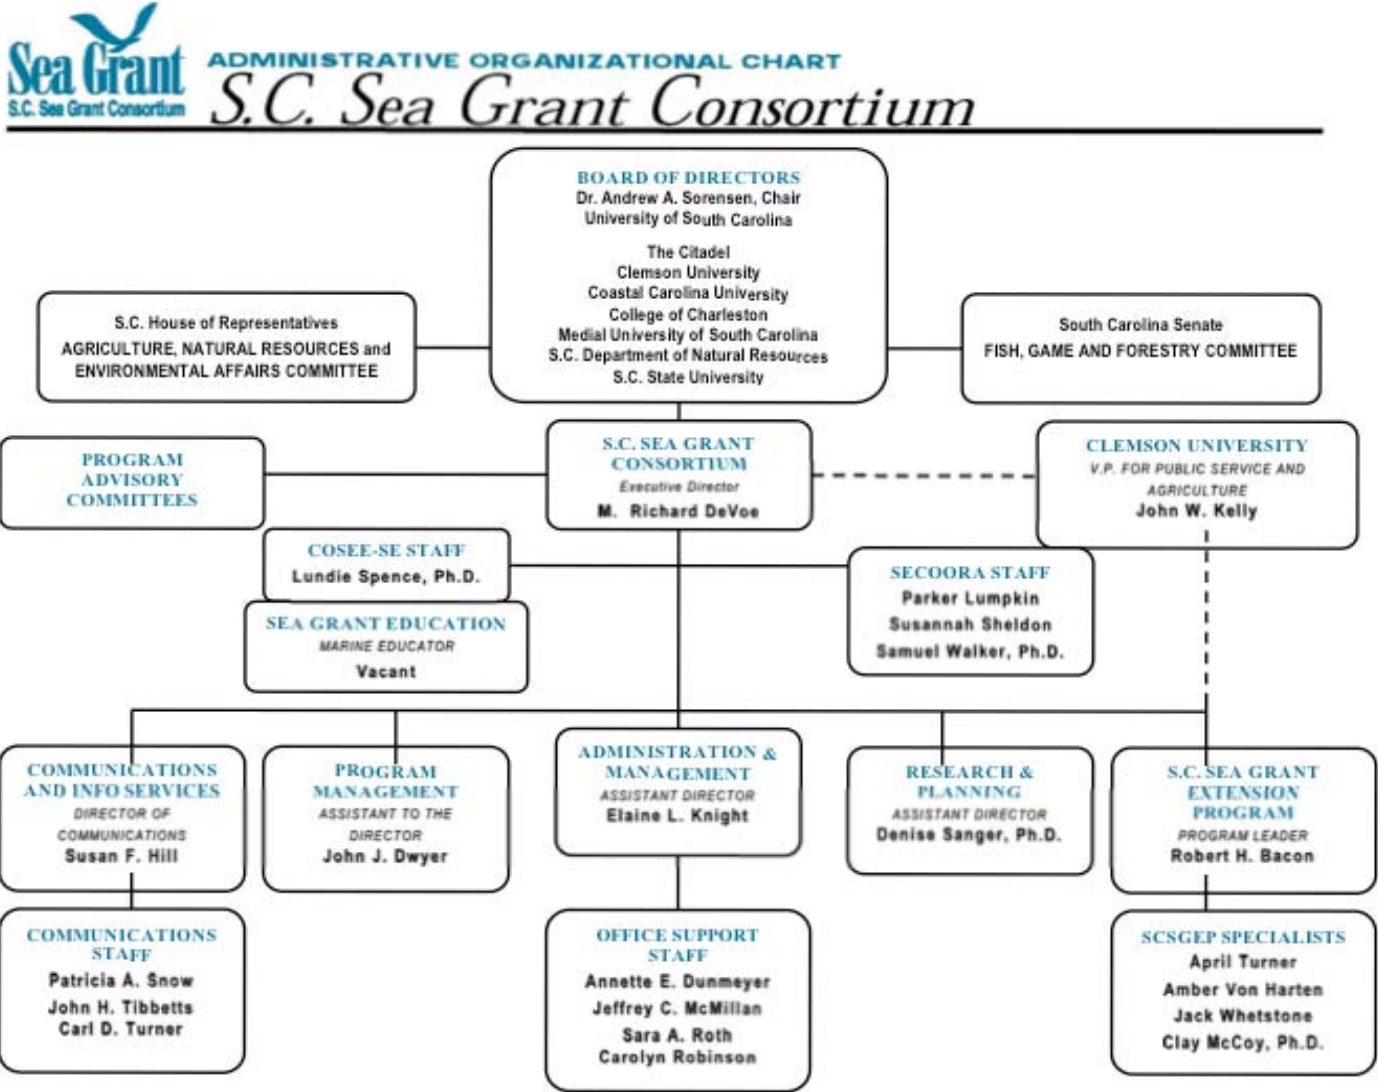 Sea Grant
S.C. Sea Grant Consortium
ADMINISTRATIVE ORGANIZATIONAL CHART
S.C. Sea Grant Consortium
BOARD OF DIRECTORS
Dr. Andrew A. Sorensen, Chair
University of South Carolina
The Citadel
Clemson University
Coastal Carolina University
College of Charleston
Medial University of South Carolina
S.C. Department of Natural Resources
S.C. State University
S.C. House of Representatives
AGRICULTURE, NATURAL RESOURCES and
ENVIRONMENTAL AFFAIRS COMMITTEE
South Carolina Senate
FISH, GAME AND FORESTRY COMMITTEE
PROGRAM
ADVISORY
COMMITTEES
S.C. SEA GRANT
CONSORTIUM
Executive Director
M. Richard DeVoe
CLEMSON UNIVERSITY
V.P. FOR PUBLIC SERVICE AND
AGRICULTURE
John W. Kelly
COSEE-SE STAFF
Lundie Spence, Ph.D.
SEA GRANT EDUCATION
MARINE EDUCATOR
Vacant
SECOORA STAFF
Parker Lumpkin
Susannah Sheldon
Samuel Walker, Ph.D.
COMMUNICATIONS
AND INFO SERVICES
DIRECTOR OF
COMMUNICATIONS
Susan F. Hill
PROGRAM
MANAGEMENT
ASSISTANT TO THE
DIRECTOR
John J. Dwyer
ADMINISTRATION &
MANAGEMENT
ASSISTANT DIRECTOR
Elaine L. Knight
RESEARCH &
PLANNING
ASSISTANT DIRECTOR
Denise Sanger, Ph.D.
S.C. SEA GRANT
EXTENSION
PROGRAM
PROGRAM LEADER
Robert H. Bacon
COMMUNICATIONS
STAFF
Patricia A. Snow
John H. Tibbetts
Carl D. Turner
OFFICE SUPPORT
STAFF
Annette E. Dunmeyer
Jeffrey C. McMillan
Sara A. Roth
Carolyn Robinson
SCSGEP SPECIALISTS
April Turner
Amber Von Harten
Jack Whetstone
Clay McCoy, Ph.D.